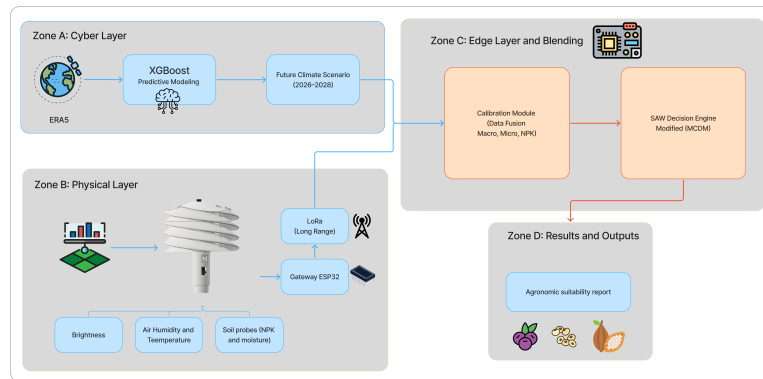 Zone A: Cyber Layer
ERA5
XGBoost
Predictive Modeling
Future Climate Scenario
(2026-2028)
Zone B: Physical Layer
LoRa
(Long Range)
Gateway ESP32
Brightness
Air Humidity and
Teemperature
Soil probes (NPK
and moisture)
Zone C: Edge Layer and Blending
Calibration Module
(Data Fusion
Macro, Micro, NPK)
SAW Decision Engine
Modified (MCDM)
Zone D: Results and Outputs
Agronomic suitability report